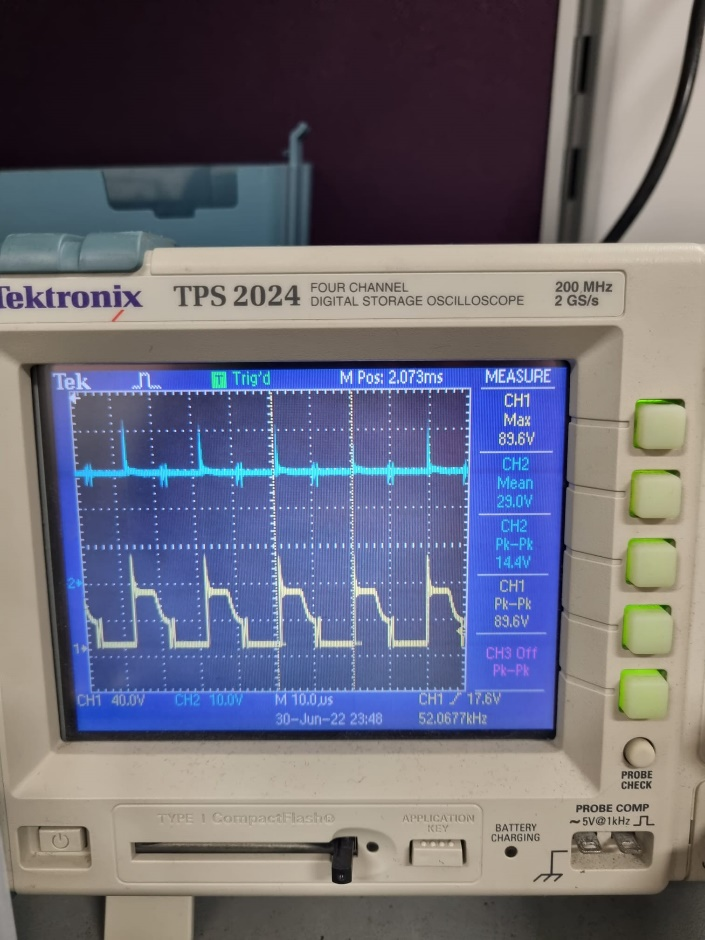 Tektronix TPS 2024 FOUR CHANNEL 200 MHz
DIGITAL STORAGE OSCILLOSCOPE 2 GS/s
Tek T Trig'd M Pos: 2.073ms MEASURE
CH1
Max
89.6V
CH2
Mean
29.0V
CH2
Pk-Pk
14.4V
CH1
Pk-Pk
89.6V
CH3 Off
Pk-Pk
2
1
CH1 40.0V CH2 10.0V M 10.0µs CH1 17.6V
30-Jun-22 23:48 52.0677kHz
PROBE
CHECK
TYPE 1 CompactFlash®
APPLICATION
KEY
BATTERY
CHARGING
PROBE COMP
~5V@1kHz